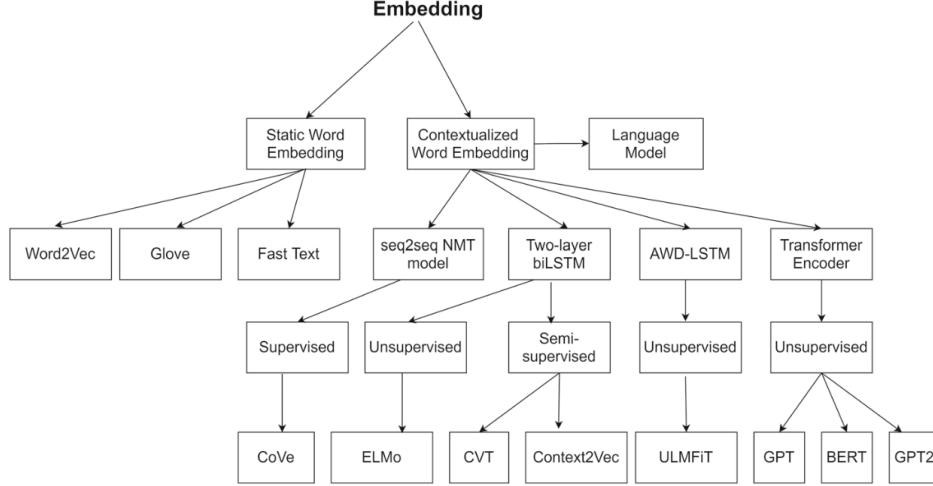 Embedding
Static Word
Embedding
Contextualized
Word Embedding
Language
Model
Word2Vec
Glove
Fast Text
seq2seq NMT
model
Two-layer
biLSTM
AWD-LSTM
Transformer
Encoder
Supervised
Unsupervised
Semi-
supervised
Unsupervised
Unsupervised
CoVe
ELMo
CVT
Context2Vec
ULMFiT
GPT
BERT
GPT2